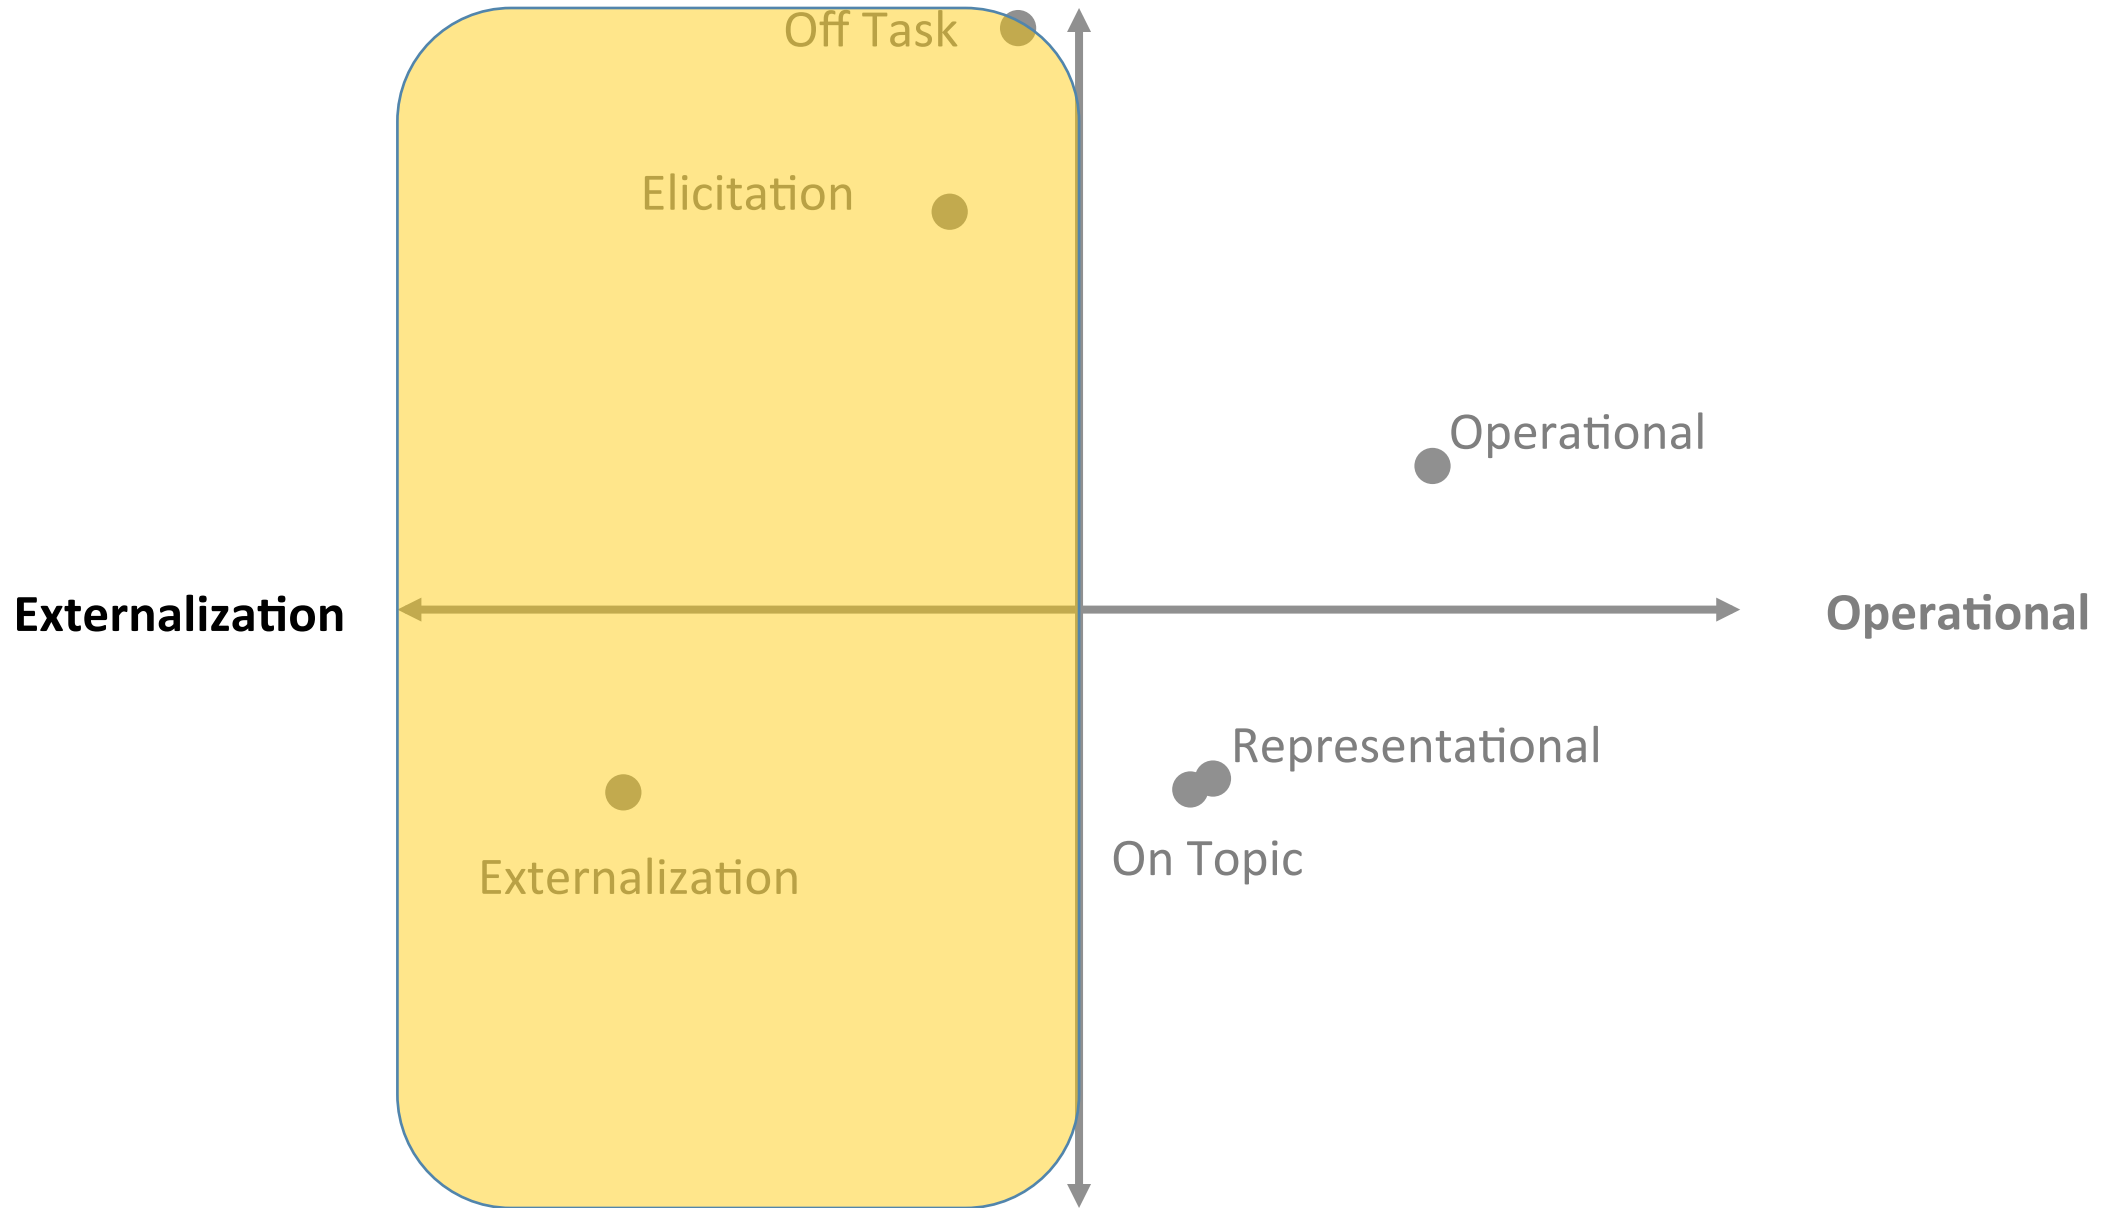 Off Task
Elicitation
Operational
Externalization
Operational
Representational
On Topic
Externalization